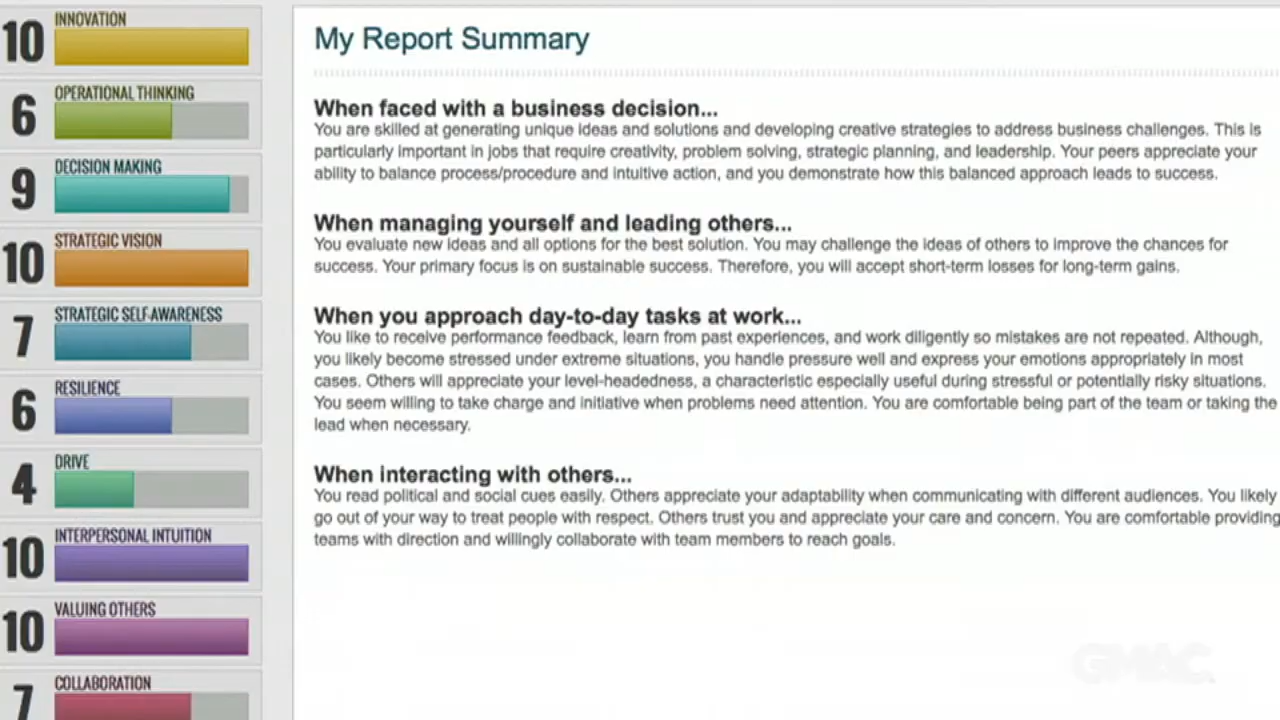 10
INNOVATION
6
OPERATIONAL THINKING
9
DECISION MAKING
10
STRATEGIC VISION
7
STRATEGIC SELF-AWARENESS
6
RESILIENCE
4
DRIVE
10
INTERPERSONAL INTUITION
10
VALUING OTHERS
7
COLLABORATION
My Report Summary
When faced with a business decision...
You are skilled at generating unique ideas and solutions and developing creative strategies to address business challenges. This is
particularly important in jobs that require creativity, problem solving, strategic planning, and leadership. Your peers appreciate your
ability to balance process/procedure and intuitive action, and you demonstrate how this balanced approach leads to success.
When managing yourself and leading others...
You evaluate new ideas and all options for the best solution. You may challenge the ideas of others to improve the chances for
success. Your primary focus is on sustainable success. Therefore, you will accept short-term losses for long-term gains.
When you approach day-to-day tasks at work...
You like to receive performance feedback, learn from past experiences, and work diligently so mistakes are not repeated. Although,
you likely become stressed under extreme situations, you handle pressure well and express your emotions appropriately in most
cases. Others will appreciate your level-headedness, a characteristic especially useful during stressful or potentially risky situations.
You seem willing to take charge and initiative when problems need attention. You are comfortable being part of the team or taking the
lead when necessary.
When interacting with others...
You read political and social cues easily. Others appreciate your adaptability when communicating with different audiences. You likely
go out of your way to treat people with respect. Others trust you and appreciate your care and concern. You are comfortable providing
teams with direction and willingly collaborate with team members to reach goals.
GMAC